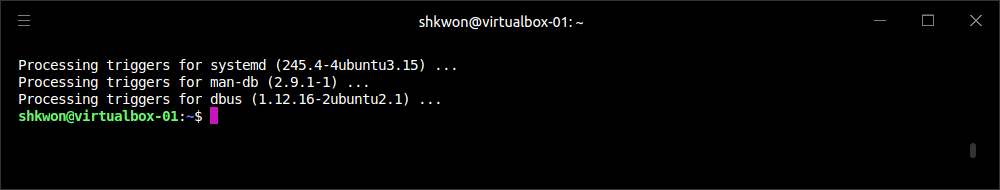 shkwon@virtualbox-01: ~
Processing triggers for systemd (245.4-4ubuntu3.15) ...
Processing triggers for man-db (2.9.1-1) ...
Processing triggers for dbus (1.12.16-2ubuntu2.1) ...
shkwon@virtualbox-01:~$